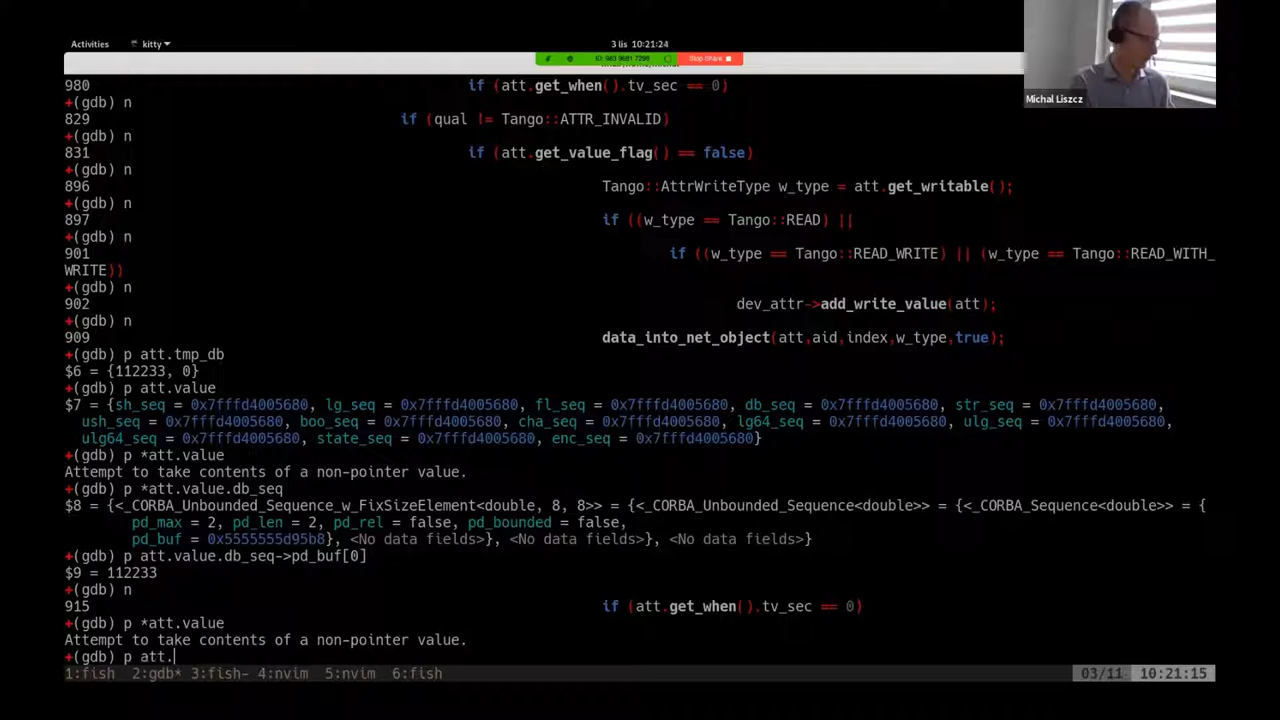 Activities kitty 3 lis 10:21:24
ID: 983 9681 7299 Stop Share
Michal Liszcz
980 if (att.get_when().tv_sec == 0)
+(gdb) n
829 if (qual != Tango::ATTR_INVALID)
+(gdb) n
831 if (att.get_value_flag() == false)
+(gdb) n
896 Tango::AttrWriteType w_type = att.get_writable();
+(gdb) n
897 if ((w_type == Tango::READ) ||
+(gdb) n
901 if ((w_type == Tango::READ_WRITE) || (w_type == Tango::READ_WITH_
WRITE))
+(gdb) n
902 dev_attr->add_write_value(att);
+(gdb) n
909 data_into_net_object(att,aid,index,w_type,true);
+(gdb) p att.tmp_db
$6 = {112233, 0}
+(gdb) p att.value
$7 = {sh_seq = 0x7fffd4005680, lg_seq = 0x7fffd4005680, fl_seq = 0x7fffd4005680, db_seq = 0x7fffd4005680, str_seq = 0x7fffd4005680,
ush_seq = 0x7fffd4005680, boo_seq = 0x7fffd4005680, cha_seq = 0x7fffd4005680, lg64_seq = 0x7fffd4005680, ulg_seq = 0x7fffd4005680,
ulg64_seq = 0x7fffd4005680, state_seq = 0x7fffd4005680, enc_seq = 0x7fffd4005680}
+(gdb) p *att.value
Attempt to take contents of a non-pointer value.
+(gdb) p *att.value.db_seq
$8 = {<_CORBA_Unbounded_Sequence_w_FixSizeElement<double, 8, 8>> = {<_CORBA_Unbounded_Sequence<double>> = {<_CORBA_Sequence<double>> = {
pd_max = 2, pd_len = 2, pd_rel = false, pd_bounded = false,
pd_buf = 0x5555555d95b8}, <No data fields>}, <No data fields>}, <No data fields>}
+(gdb) p att.value.db_seq->pd_buf[0]
$9 = 112233
+(gdb) n
915 if (att.get_when().tv_sec == 0)
+(gdb) p *att.value
Attempt to take contents of a non-pointer value.
+(gdb) p att.
1:fish 2:gdb* 3:fish- 4:nvim 5:nvim 6:fish 03/11 10:21:15